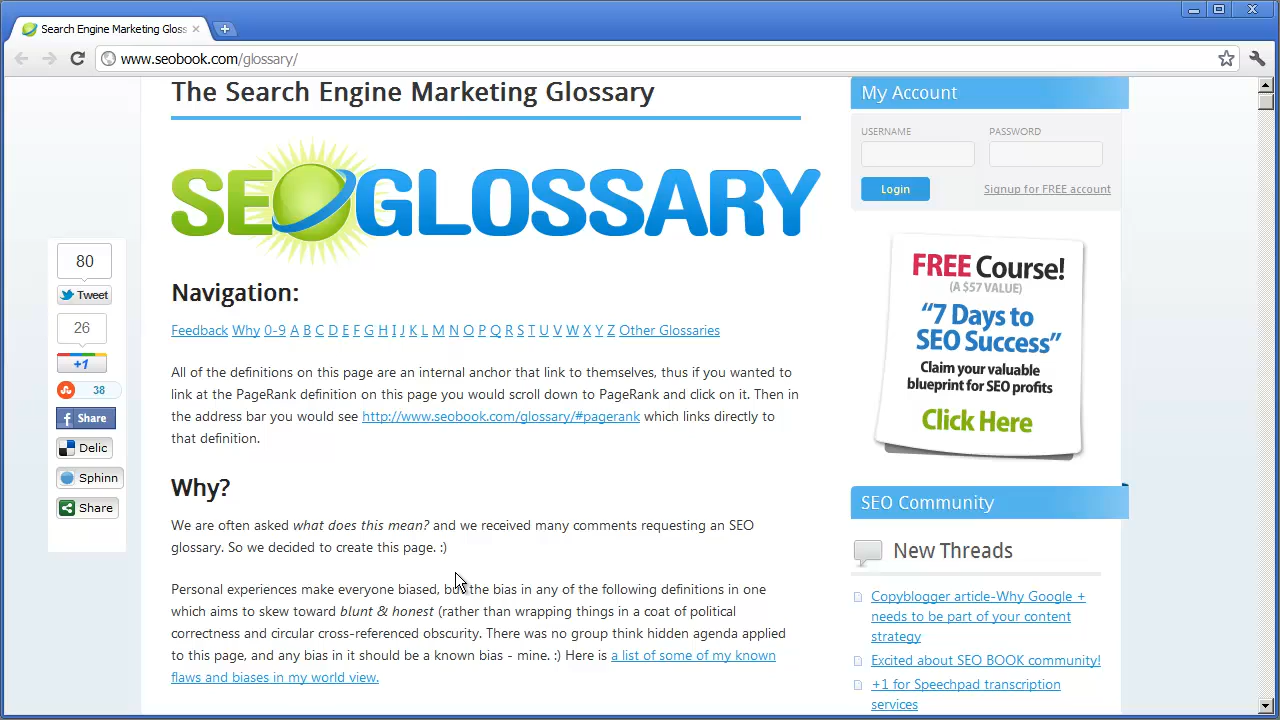 Search Engine Marketing Gloss
www.seobook.com/glossary/
The Search Engine Marketing Glossary
SEO GLOSSARY
Navigation:
Feedback Why 0-9 A B C D E F G H I J K L M N O P Q R S T U V W X Y Z Other Glossaries
All of the definitions on this page are an internal anchor that link to themselves, thus if you wanted to
link at the PageRank definition on this page you would scroll down to PageRank and click on it. Then in
the address bar you would see http://www.seobook.com/glossary/#pagerank which links directly to
that definition.
Why?
We are often asked what does this mean? and we received many comments requesting an SEO
glossary. So we decided to create this page. :)
Personal experiences make everyone biased, but the bias in any of the following definitions in one
which aims to skew toward blunt & honest (rather than wrapping things in a coat of political
correctness and circular cross-referenced obscurity. There was no group think hidden agenda applied
to this page, and any bias in it should be a known bias - mine. :) Here is a list of some of my known
flaws and biases in my world view.
80
Tweet
26
+1
38
Share
Delic
Sphinn
Share
My Account
USERNAME PASSWORD
Login Signup for FREE account
FREE Course!
(A $57 VALUE)
“7 Days to
SEO Success”
Claim your valuable
blueprint for SEO profits
Click Here
SEO Community
New Threads
Copyblogger article-Why Google +
needs to be part of your content
strategy
Excited about SEO BOOK community!
+1 for Speechpad transcription
services